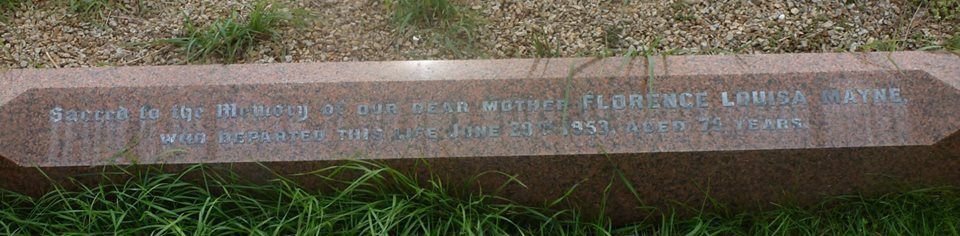 Sacred to the Memory of OUR DEAR MOTHER FLORENCE LOUISA MAYNE,
WHO DEPARTED THIS LIFE JUNE 1953, AGED YEARS.